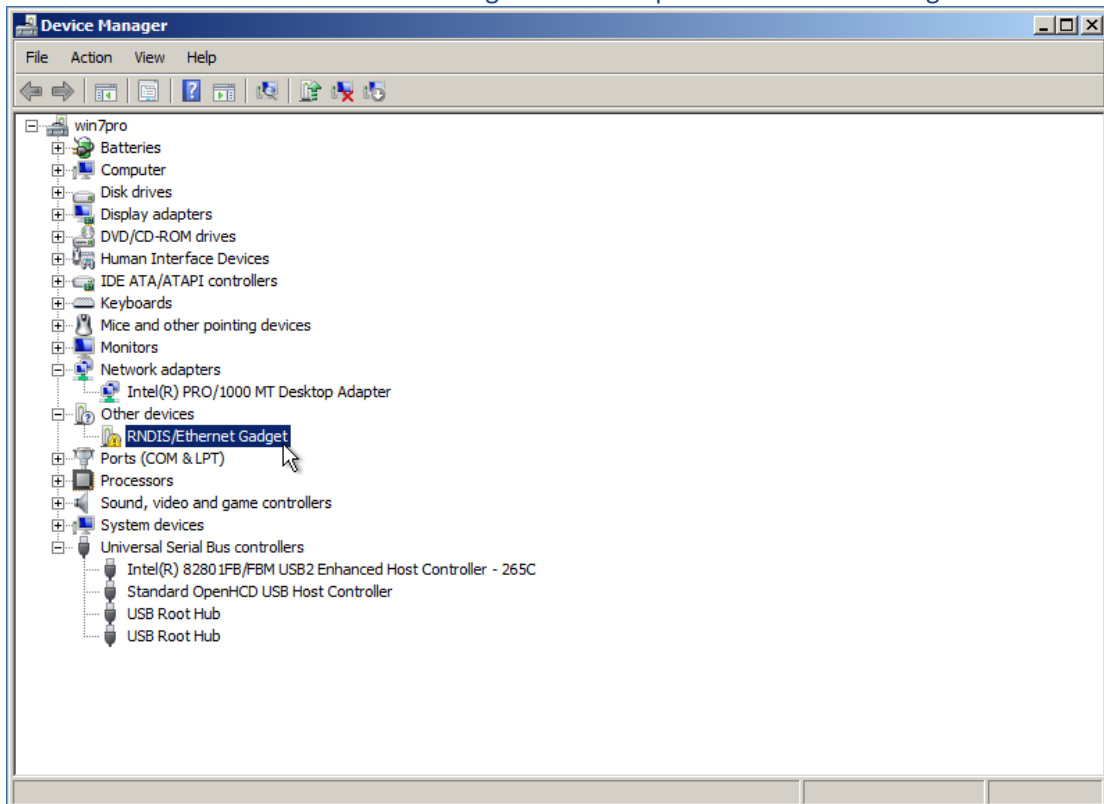 Device Manager
File Action View Help
win7pro
Batteries
Computer
Disk drives
Display adapters
DVD/CD-ROM drives
Human Interface Devices
IDE ATA/ATAPI controllers
Keyboards
Mice and other pointing devices
Monitors
Network adapters
Intel(R) PRO/1000 MT Desktop Adapter
Other devices
RNDIS/Ethernet Gadget
Ports (COM & LPT)
Processors
Sound, video and game controllers
System devices
Universal Serial Bus controllers
Intel(R) 82801FB/FBM USB2 Enhanced Host Controller - 265C
Standard OpenHCD USB Host Controller
USB Root Hub
USB Root Hub